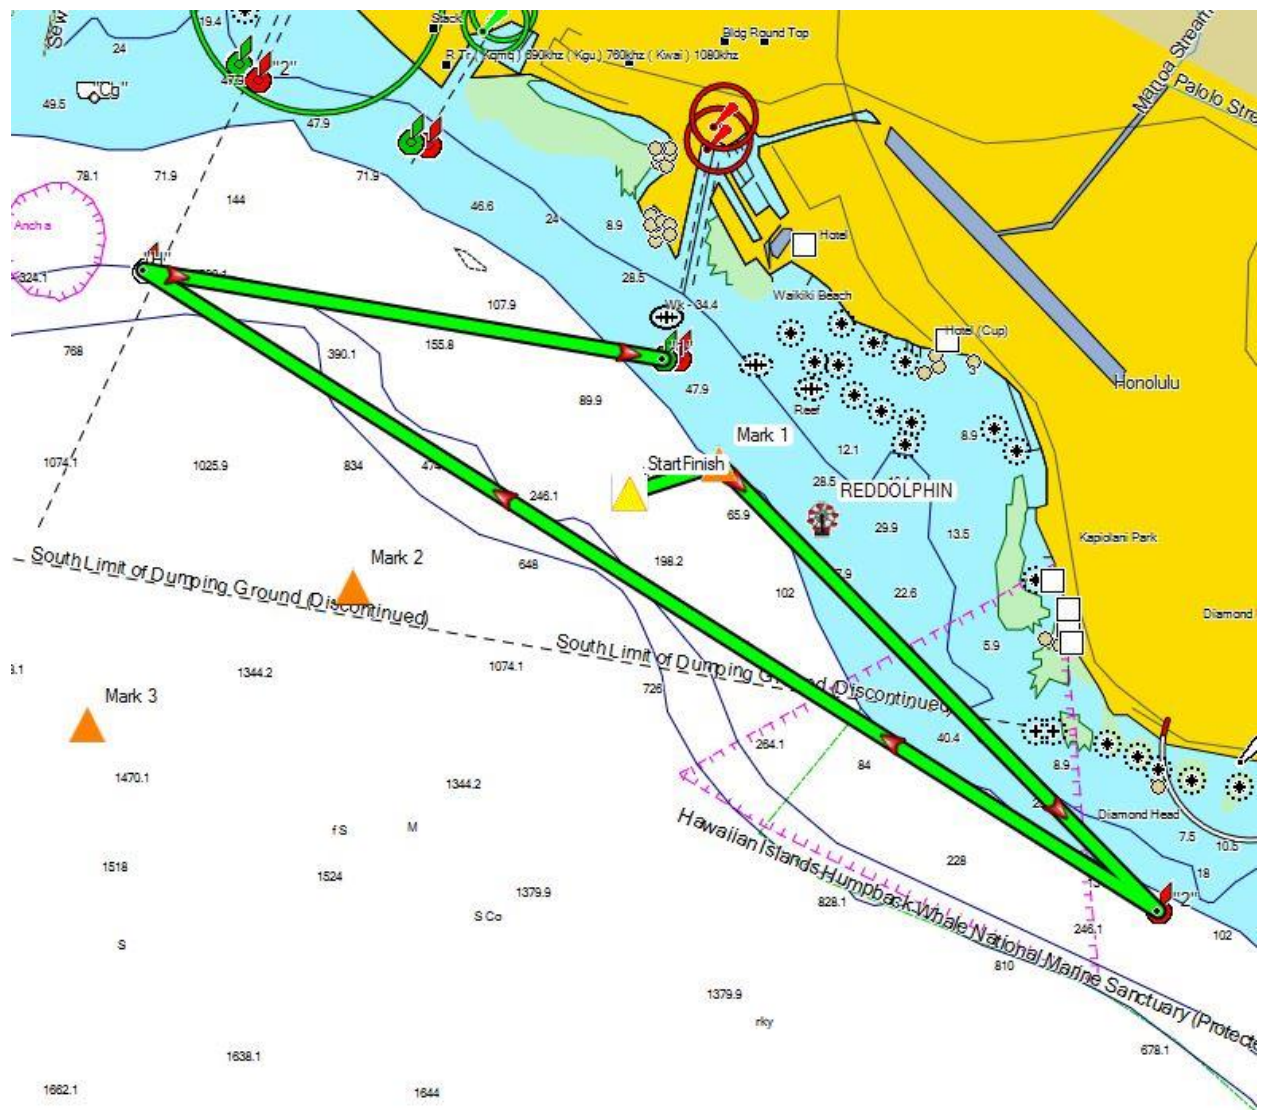 19.4
Stack
Bldg Round Top
24
R Tr ( Kqmq ) 690khz ( Kgu ) 760khz ( Kwai ) 1080khz
"2"
47.9
"Cg"
49.5
47.9
Palolo Stre
78.1
71.9
71.9
144
46.6
24
8.9
Anch a
Hotel
"H"
324.1
28.5
Waikiki Beach
107.9
Wk - 34.4
Hotel (Cup)
155.8
768
390.1
3
Honolulu
47.9
89.9
Reef
Mark 1
8.9
12.1
1074.1
1025.9
834
StartFinish
28.5
REDDOLPHIN
246.1
65.9
29.9
13.5
Kapiolani Park
South Limit of Dumping Ground (Discontinued)
Mark 2
648
198.2
102
22.6
Diamond
South Limit of Dumping Ground (Discontinued)
5.9
1344.2
1074.1
726
Mark 3
40.4
264.1
84
8.9
1470.1
1344.2
Diamond Head
f S
M
Hawaiian Islands Humpback Whale National Marine Sanctuary (Protecte
7.5
10.5
228
18
1518
1524
1379.9
828.1
"2"
S Co
246.1
102
S
810
1379.9
rky
678.1
1638.1
1662.1
1644